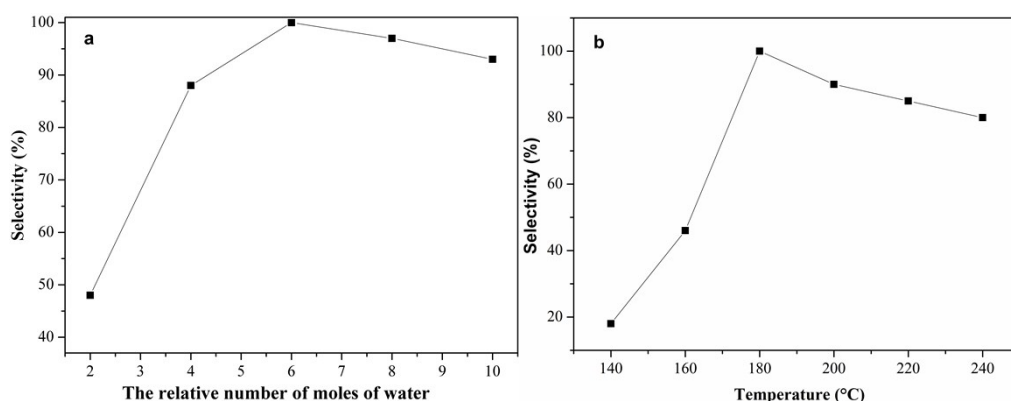 a
100
90
80
70
60
50
40
Selectivity (%)
2 3 4 5 6 7 8 9 10
The relative number of moles of water
b
100
80
60
40
20
Selectivity (%)
140 160 180 200 220 240
Temperature (°C)